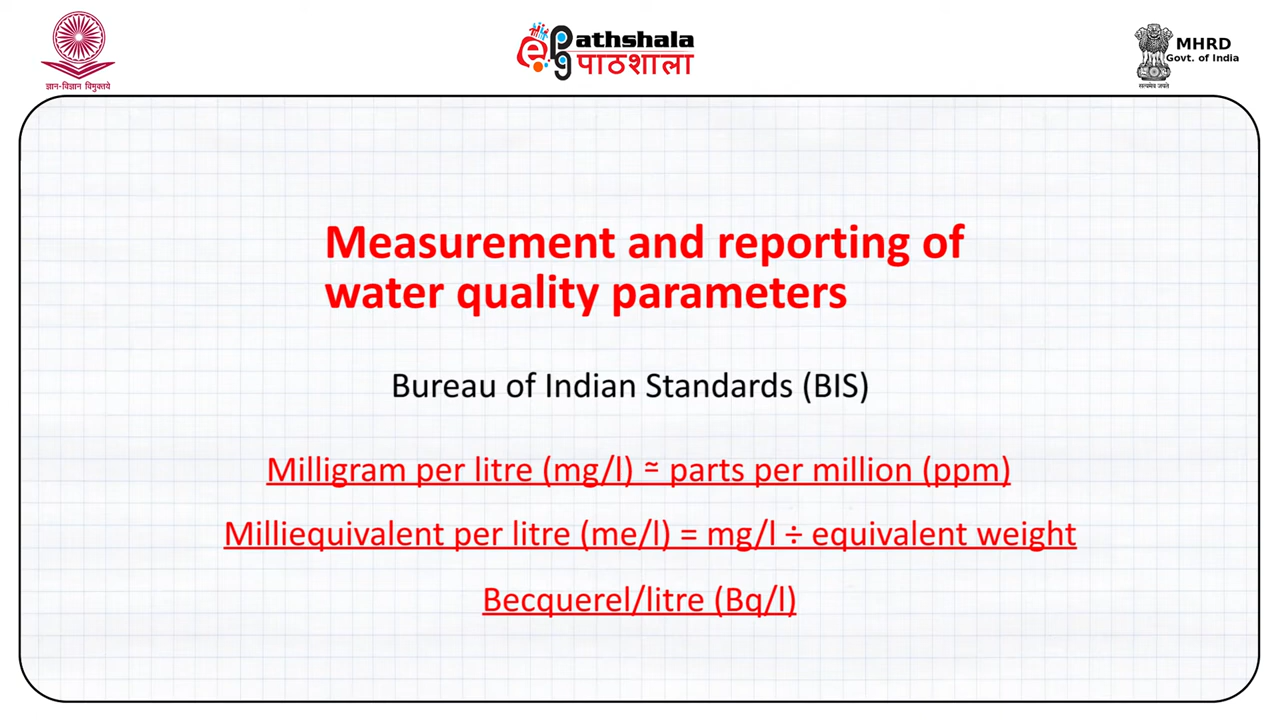 ज्ञान-विज्ञान विमुक्तये
epg Pathshala
पाठशाला
MHRD
Govt. of India
सत्यमेव जयते
Measurement and reporting of
water quality parameters
Bureau of Indian Standards (BIS)
Milligram per litre (mg/l) ≃ parts per million (ppm)
Milliequivalent per litre (me/l) = mg/l ÷ equivalent weight
Becquerel/litre (Bq/l)